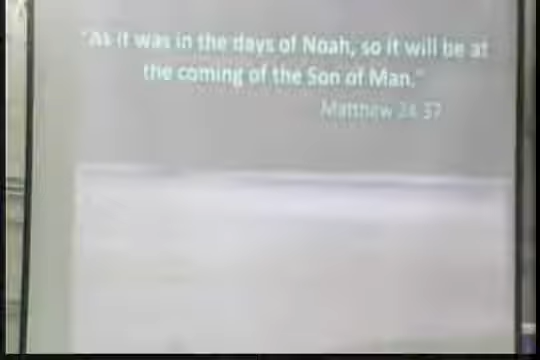 "As it was in the days of Noah, so it will be at
the coming of the Son of Man."
Matthew 24 37